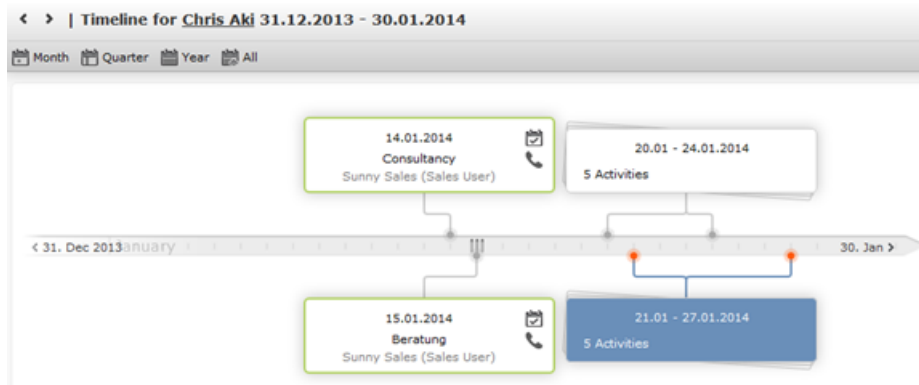 < > | Timeline for Chris Aki 31.12.2013 - 30.01.2014
Month Quarter Year All
14.01.2014
Consultancy
Sunny Sales (Sales User)
20.01 - 24.01.2014
5 Activities
< 31. Dec 2013 January 30. Jan >
15.01.2014
Beratung
Sunny Sales (Sales User)
21.01 - 27.01.2014
5 Activities